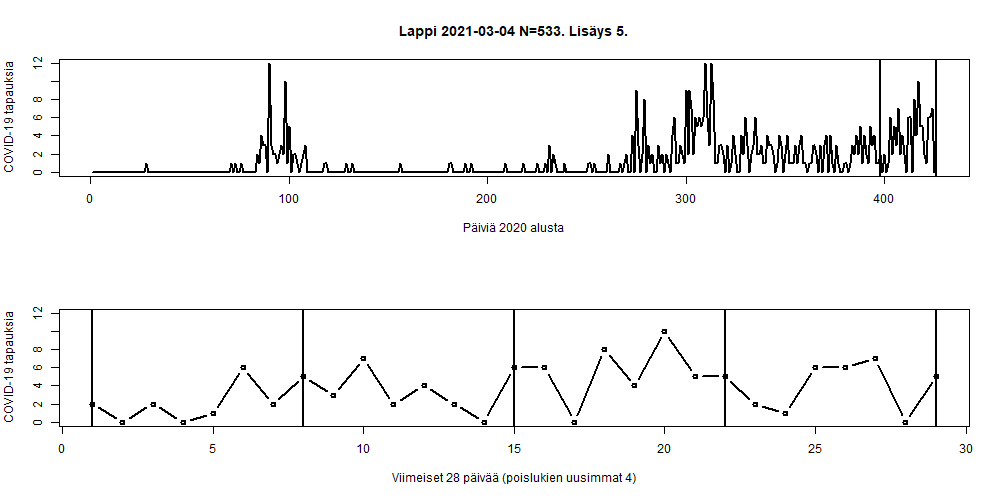 Lappi 2021-03-04 N=533. Lisäys 5.
COVID-19 tapauksia
12
8
6
4
2
0
0 100 200 300 400
Päiviä 2020 alusta
COVID-19 tapauksia
12
8
6
4
2
0
0 5 10 15 20 25 30
Viimeiset 28 päivää (poislukien uusimmat 4)